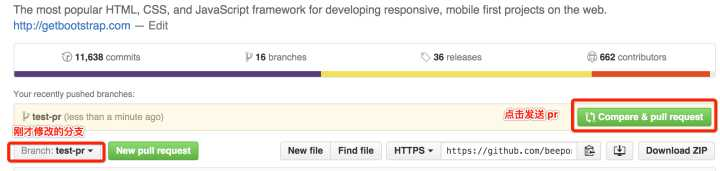 The most popular HTML, CSS, and JavaScript framework for developing responsive, mobile first projects on the web.
http://getbootstrap.com — Edit
11,638 commits 16 branches 36 releases 662 contributors
Your recently pushed branches:
test-pr (less than a minute ago) 点击发送 pr Compare & pull request
刚才修改的分支
Branch: test-pr New pull request New file Find file HTTPS https://github.com/beepo Download ZIP